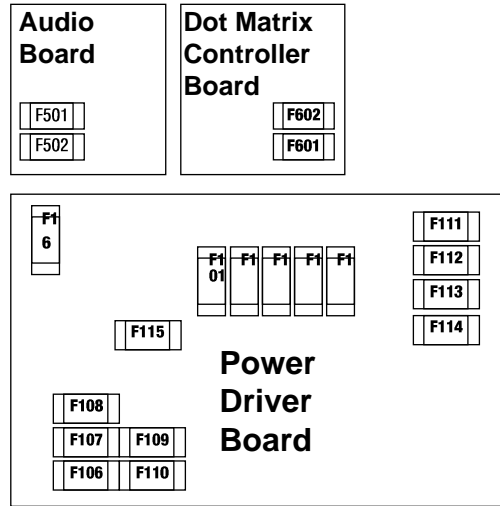 Audio
Board
F501
F502
Dot Matrix
Controller
Board
F602
F601
F1
6
F1
01
F1
F1
F1
F1
F111
F112
F113
F114
F115
Power
Driver
Board
F108
F107
F109
F106
F110